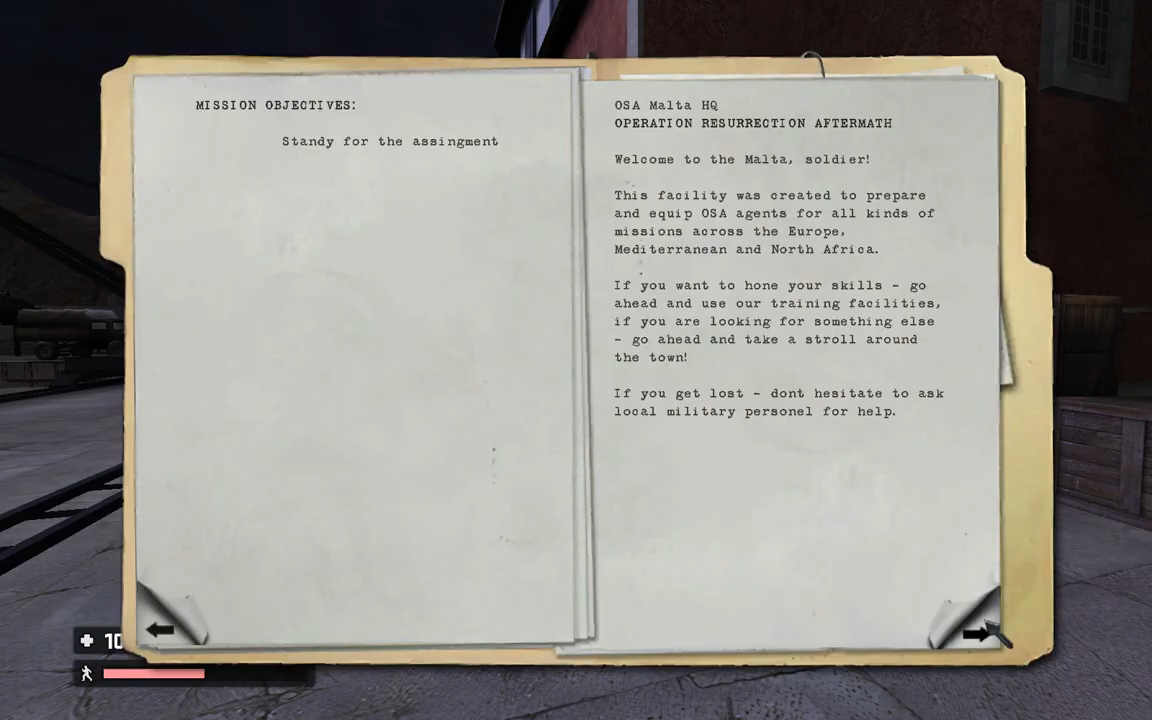 MISSION OBJECTIVES:
Standy for the assingment
OSA Malta HQ
OPERATION RESURRECTION AFTERMATH
Welcome to the Malta, soldier!
This facility was created to prepare
and equip OSA agents for all kinds of
missions across the Europe,
Mediterranean and North Africa.
If you want to hone your skills - go
ahead and use our training facilities,
if you are looking for something else
- go ahead and take a stroll around
the town!
If you get lost - dont hesitate to ask
local military personel for help.
10